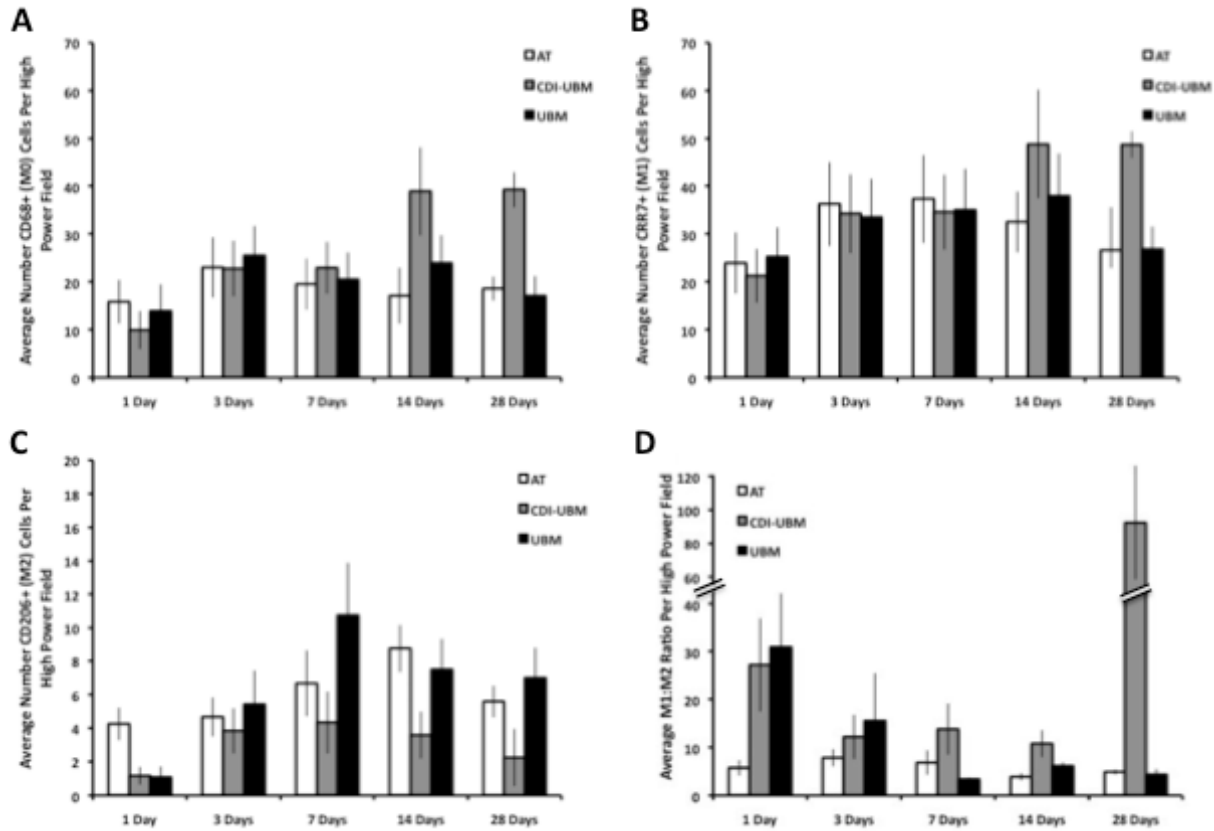 A
Average Number CD68+ (M0) Cells Per High
Power Field
70
60
50
40
30
20
10
0
AT
CDI-UBM
UBM
1 Day 3 Days 7 Days 14 Days 28 Days
B
Average Number CRR7+ (M1) Cells Per High
Power Field
70
60
50
40
30
20
10
0
AT
CDI-UBM
UBM
1 Day 3 Days 7 Days 14 Days 28 Days
C
Average Number CD206+ (M2) Cells Per
High Power Field
20
18
16
14
12
10
8
6
4
2
0
AT
CDI-UBM
UBM
1 Day 3 Days 7 Days 14 Days 28 Days
D
Average M1:M2 Ratio Per High Power Field
120
100
80
60
40
30
20
10
0
AT
CDI-UBM
UBM
1 Day 3 Days 7 Days 14 Days 28 Days